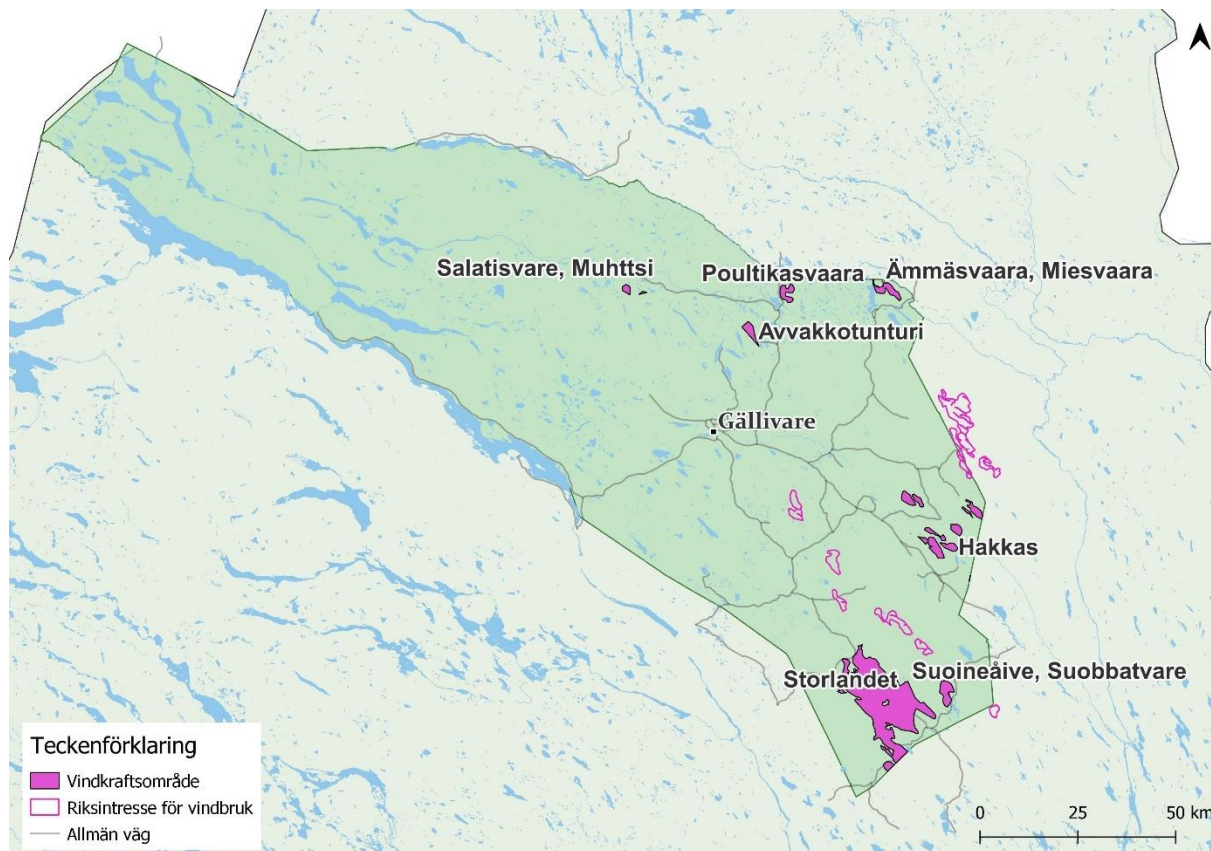 Salatisvare, Muhttsi
Poultikasvaara
Ämmäsvaara, Miesvaara
Avvakkotunturi
Gällivare
Hakkas
Storlandet
Suoineåive, Suobbatvare
Teckenförklaring
Vindkraftsområde
Riksintresse för vindbruk
Allmän väg
0 25 50 km